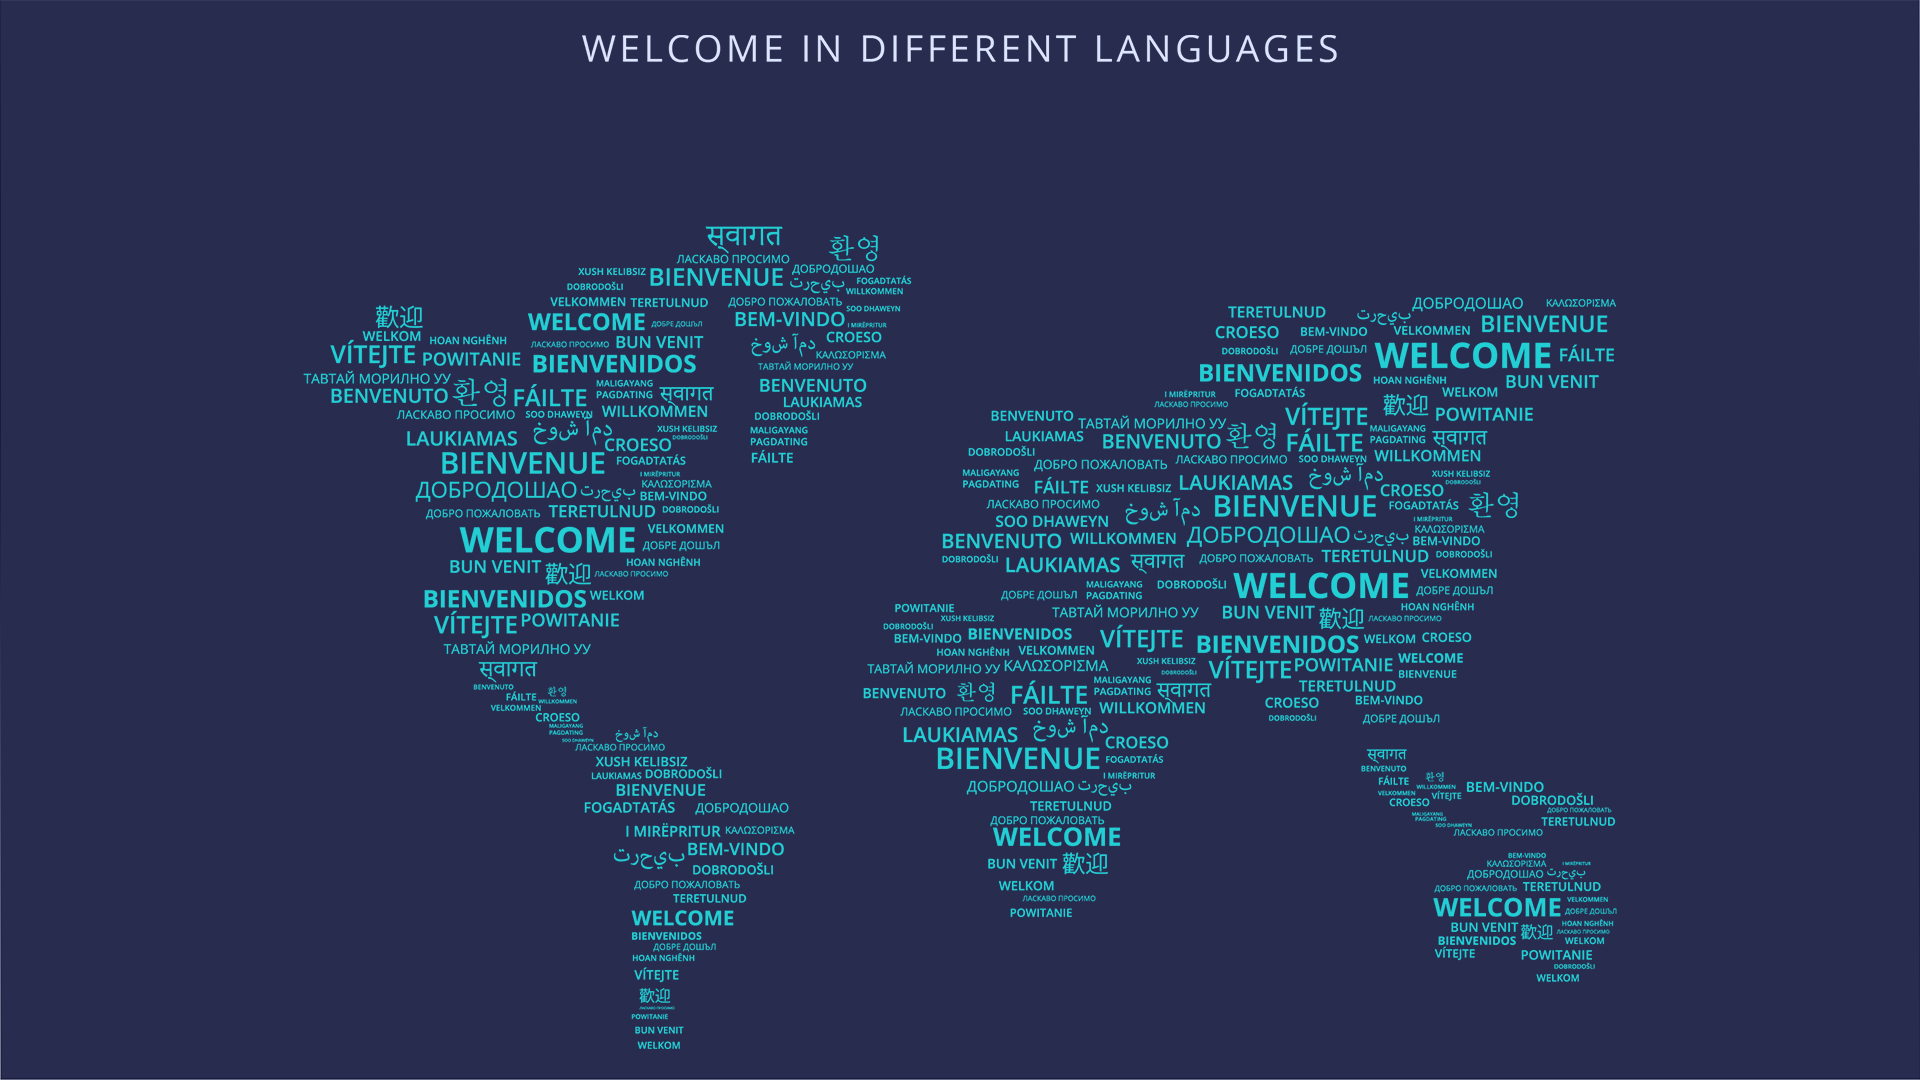 WELCOME IN DIFFERENT LANGUAGES
स्वागत
환영
ЛАСКАВО ПРОСИМО
XUSH KELIBSIZ BIENVENUE ДОБРОДОШАО
DOBRODOŠLI بيحرت FOGADTATÁS
WILLKOMMEN
VELKOMMEN TERETULNUD ДОБРО ПОЖАЛОВАТЬ SOO DHAWEYN
歡迎 WELCOME ДОБРЕ ДОШЪЛ BEM-VINDO I MIRËPRITUR
WELKOM HOAN NGHÊNH ЛАСКАВО ПРОСИМО BUN VENIT خوش آمد CROESO
VÍTEJTE POWITANIE BIENVENIDOS ΚΑΛΩΣΟΡΙΣΜΑ
ТАВТАЙ МОРИЛНО УУ
ТАВТАЙ МОРИЛНО УУ 환영 FÁILTE MALIGAYANG PAGDATING स्वागत BENVENUTO
BENVENUTO LAUKIAMAS
ЛАСКАВО ПРОСИМО SOO DHAWEYN WILLKOMMEN DOBRODOŠLI
LAUKIAMAS خوش آمد CROESO XUSH KELIBSIZ DOBRODOŠLI MALIGAYANG PAGDATING
BIENVENUE FOGADTATÁS FÁILTE
I MIRËPRITUR
ДОБРОДОШАО بيحرت ΚΑΛΩΣΟΡΙΣΜΑ
BEM-VINDO
ДОБРО ПОЖАЛОВАТЬ TERETULNUD DOBRODOŠLI
WELCOME VELKOMMEN
ДОБРЕ ДОШЪЛ
BUN VENIT 歡迎 HOAN NGHÊNH
ЛАСКАВО ПРОСИМО
BIENVENIDOS WELKOM
VÍTEJTE POWITANIE
ТАВТАЙ МОРИЛНО УУ
स्वागत
BENVENUTO 환영
FÁILTE WILLKOMMEN
VELKOMMEN
CROESO
MALIGAYANG PAGDATING
SOO DHAWEYN خوش آمد
ЛАСКАВО ПРОСИМО
XUSH KELIBSIZ
LAUKIAMAS DOBRODOŠLI
BIENVENUE
FOGADTATÁS ДОБРОДОШАО
I MIRËPRITUR ΚΑΛΩΣΟΡΙΣΜΑ
بيحرت BEM-VINDO
DOBRODOŠLI
ДОБРО ПОЖАЛОВАТЬ
TERETULNUD
WELCOME
BIENVENIDOS
ДОБРЕ ДОШЪЛ
HOAN NGHÊNH
VÍTEJTE
歡迎
ЛАСКАВО ПРОСИМО
POWITANIE
BUN VENIT
WELKOM
TERETULNUD بيحرت ДОБРОДОШАО ΚΑΛΩΣΟΡΙΣΜΑ
CROESO BEM-VINDO VELKOMMEN BIENVENUE
DOBRODOŠLI ДОБРЕ ДОШЪЛ WELCOME FÁILTE
BIENVENIDOS HOAN NGHÊNH BUN VENIT
I MIRËPRITUR FOGADTATÁS WELKOM
ЛАСКАВО ПРОСИМО 歡迎
BENVENUTO ТАВТАЙ МОРИЛНО УУ VÍTEJTE POWITANIE
LAUKIAMAS BENVENUTO 환영 FÁILTE MALIGAYANG PAGDATING स्वागत
DOBRODOŠLI ДОБРО ПОЖАЛОВАТЬ ЛАСКАВО ПРОСИМО SOO DHAWEYN WILLKOMMEN
MALIGAYANG PAGDATING FÁILTE XUSH KELIBSIZ LAUKIAMAS خوش آمد XUSH KELIBSIZ
DOBRODOŠLI
CROESO
ЛАСКАВО ПРОСИМО خوش آمد BIENVENUE FOGADTATÁS 환영
SOO DHAWEYN I MIRËPRITUR
BENVENUTO WILLKOMMEN ДОБРОДОШАО بيحرت ΚΑΛΩΣΟΡΙΣΜΑ
BEM-VINDO
DOBRODOŠLI LAUKIAMAS स्वागत ДОБРО ПОЖАЛОВАТЬ TERETULNUD DOBRODOŠLI
ДОБРЕ ДОШЪЛ MALIGAYANG PAGDATING DOBRODOŠLI WELCOME VELKOMMEN
ДОБРЕ ДОШЪЛ
POWITANIE ТАВТАЙ МОРИЛНО УУ BUN VENIT 歡迎 HOAN NGHÊNH
XUSH KELIBSIZ ЛАСКАВО ПРОСИМО
DOBRODOŠLI
BEM-VINDO BIENVENIDOS VÍTEJTE BIENVENIDOS WELKOM CROESO
HOAN NGHÊNH VELKOMMEN
ТАВТАЙ МОРИЛНО УУ ΚΑΛΩΣΟΡΙΣΜΑ XUSH KELIBSIZ VÍTEJTE POWITANIE WELCOME
DOBRODOŠLI BIENVENUE
BENVENUTO 환영 FÁILTE MALIGAYANG PAGDATING स्वागत TERETULNUD
ЛАСКАВО ПРОСИМО SOO DHAWEYN WILLKOMMEN CROESO BEM-VINDO
LAUKIAMAS خوش آمد CROESO DOBRODOŠLI ДОБРЕ ДОШЪЛ
BIENVENUE FOGADTATÁS
I MIRËPRITUR
ДОБРОДОШАО بيحرت
TERETULNUD
ДОБРО ПОЖАЛОВАТЬ
WELCOME
BUN VENIT 歡迎
WELKOM
ЛАСКАВО ПРОСИМО
POWITANIE
स्वागत
BENVENUTO
FÁILTE 환영
WILLKOMMEN BEM-VINDO
VELKOMMEN VÍTEJTE
CROESO DOBRODOŠLI
ДОБРО ПОЖАЛОВАТЬ
MALIGAYANG PAGDATING TERETULNUD
SOO DHAWEYN
ЛАСКАВО ПРОСИМО
BEM-VINDO
ΚΑΛΩΣΟΡΙΣΜΑ I MIRËPRITUR
ДОБРОДОШАО بيحرت
ДОБРО ПОЖАЛОВАТЬ TERETULNUD
WELCOME VELKOMMEN
ДОБРЕ ДОШЪЛ
BUN VENIT 歡迎 HOAN NGHÊNH
ЛАСКАВО ПРОСИМО
BIENVENIDOS WELKOM
VÍTEJTE POWITANIE
DOBRODOŠLI
WELKOM